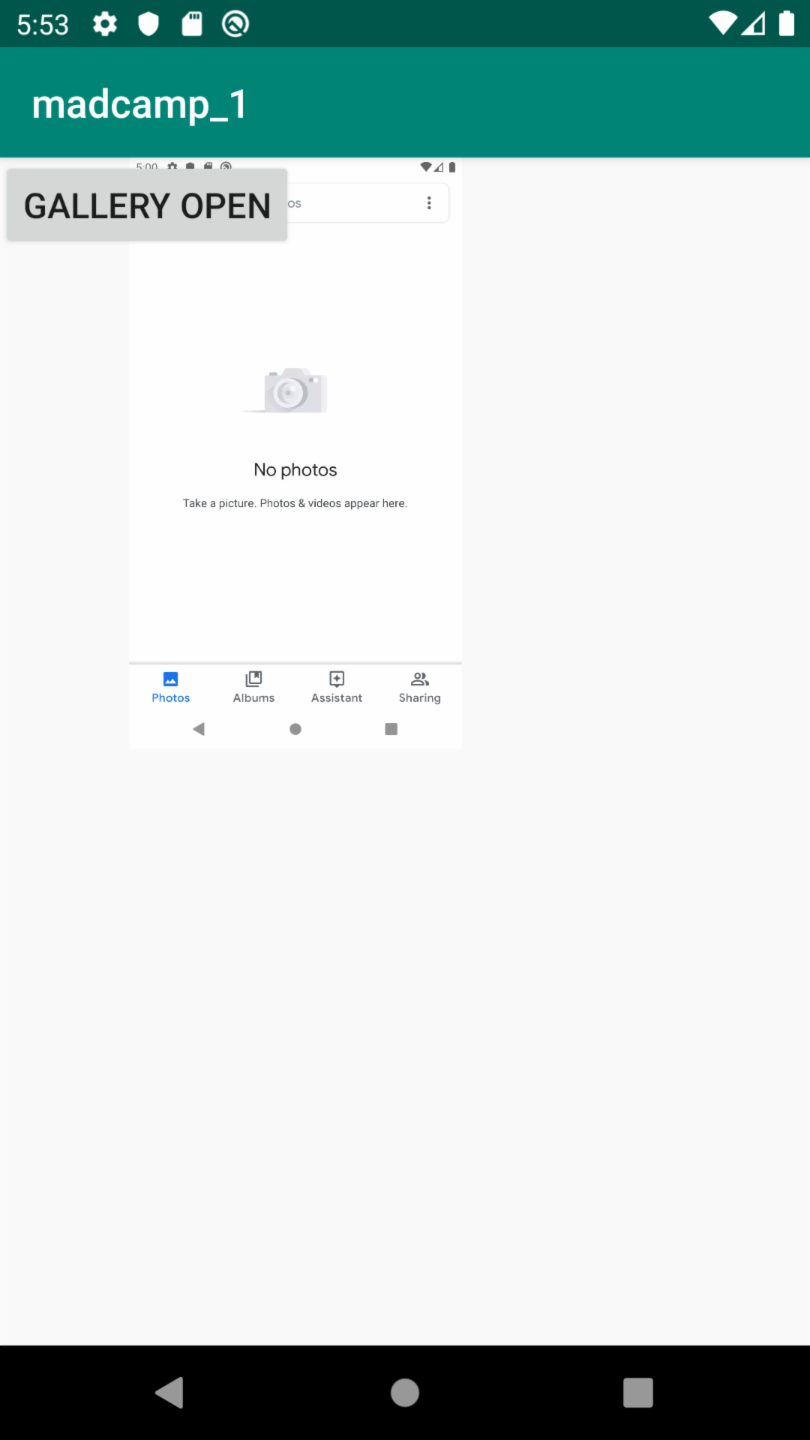 5:53
madcamp_1
5:00
GALLERY OPEN
No photos
Take a picture. Photos & videos appear here.
Photos Albums Assistant Sharing